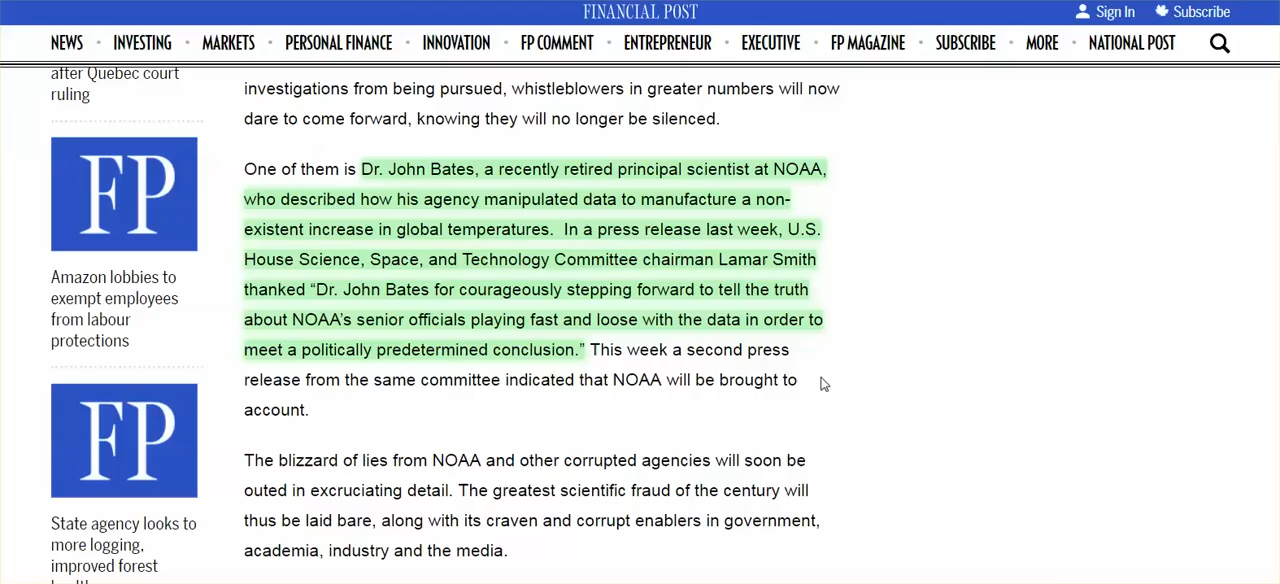 FINANCIAL POST
Sign In
Subscribe
NEWS • INVESTING • MARKETS • PERSONAL FINANCE • INNOVATION • FP COMMENT • ENTREPRENEUR • EXECUTIVE • FP MAGAZINE • SUBSCRIBE • MORE • NATIONAL POST
after Quebec court
ruling
FP
Amazon lobbies to
exempt employees
from labour
protections
FP
State agency looks to
more logging,
improved forest
investigations from being pursued, whistleblowers in greater numbers will now
dare to come forward, knowing they will no longer be silenced.
One of them is Dr. John Bates, a recently retired principal scientist at NOAA,
who described how his agency manipulated data to manufacture a non-
existent increase in global temperatures.  In a press release last week, U.S.
House Science, Space, and Technology Committee chairman Lamar Smith
thanked “Dr. John Bates for courageously stepping forward to tell the truth
about NOAA’s senior officials playing fast and loose with the data in order to
meet a politically predetermined conclusion.” This week a second press
release from the same committee indicated that NOAA will be brought to
account.
The blizzard of lies from NOAA and other corrupted agencies will soon be
outed in excruciating detail. The greatest scientific fraud of the century will
thus be laid bare, along with its craven and corrupt enablers in government,
academia, industry and the media.